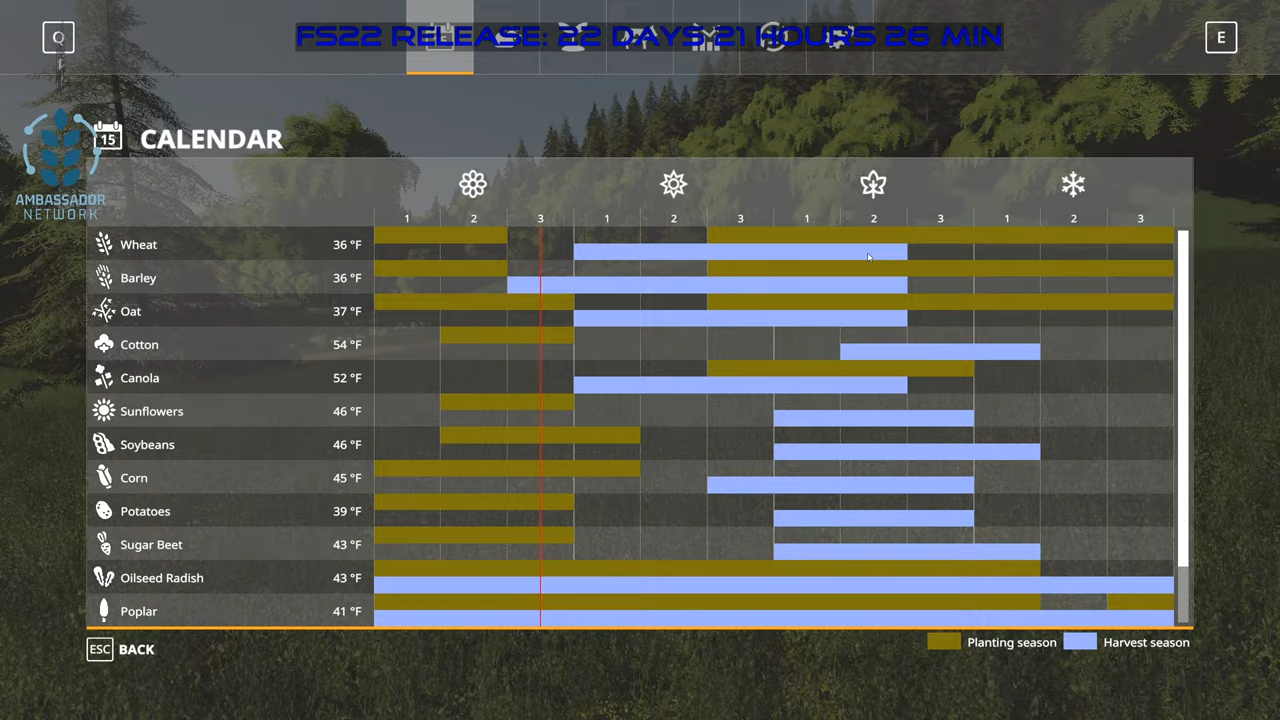 FS22 RELEASE: 22 DAYS 21 HOURS 26 MIN
Q
E
15 CALENDAR
AMBASSADOR
NETWORK
1 2 3 1 2 3 1 2 3 1 2 3
Wheat 36 °F
Barley 36 °F
Oat 37 °F
Cotton 54 °F
Canola 52 °F
Sunflowers 46 °F
Soybeans 46 °F
Corn 45 °F
Potatoes 39 °F
Sugar Beet 43 °F
Oilseed Radish 43 °F
Poplar 41 °F
ESC BACK
Planting season Harvest season